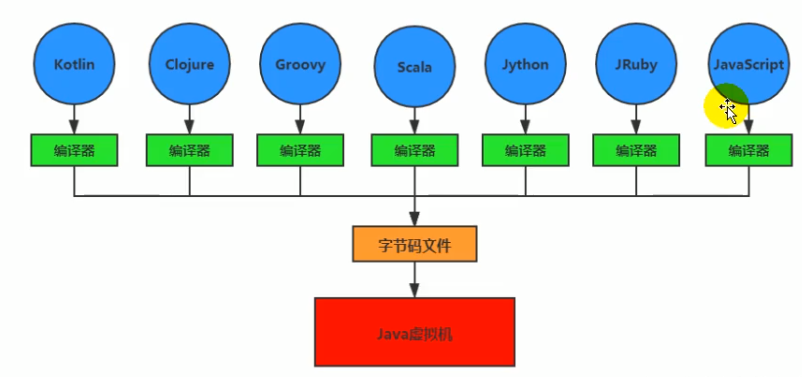 Kotlin
Clojure
Groovy
Scala
Jython
JRuby
JavaScript
编译器
编译器
编译器
编译器
编译器
编译器
编译器
字节码文件
Java虚拟机